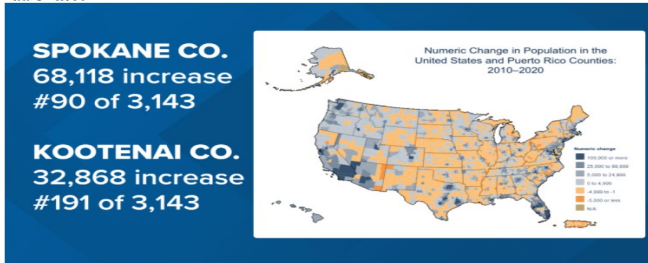 SPOKANE CO.
68,118 increase
#90 of 3,143
KOOTENAI CO.
32,868 increase
#191 of 3,143
Numeric Change in Population in the
United States and Puerto Rico Counties:
2010–2020
Numeric change
100,000 or more
25,000 to 99,999
5,000 to 24,999
0 to 4,999
-4,999 to -1
-5,000 or less
N/A